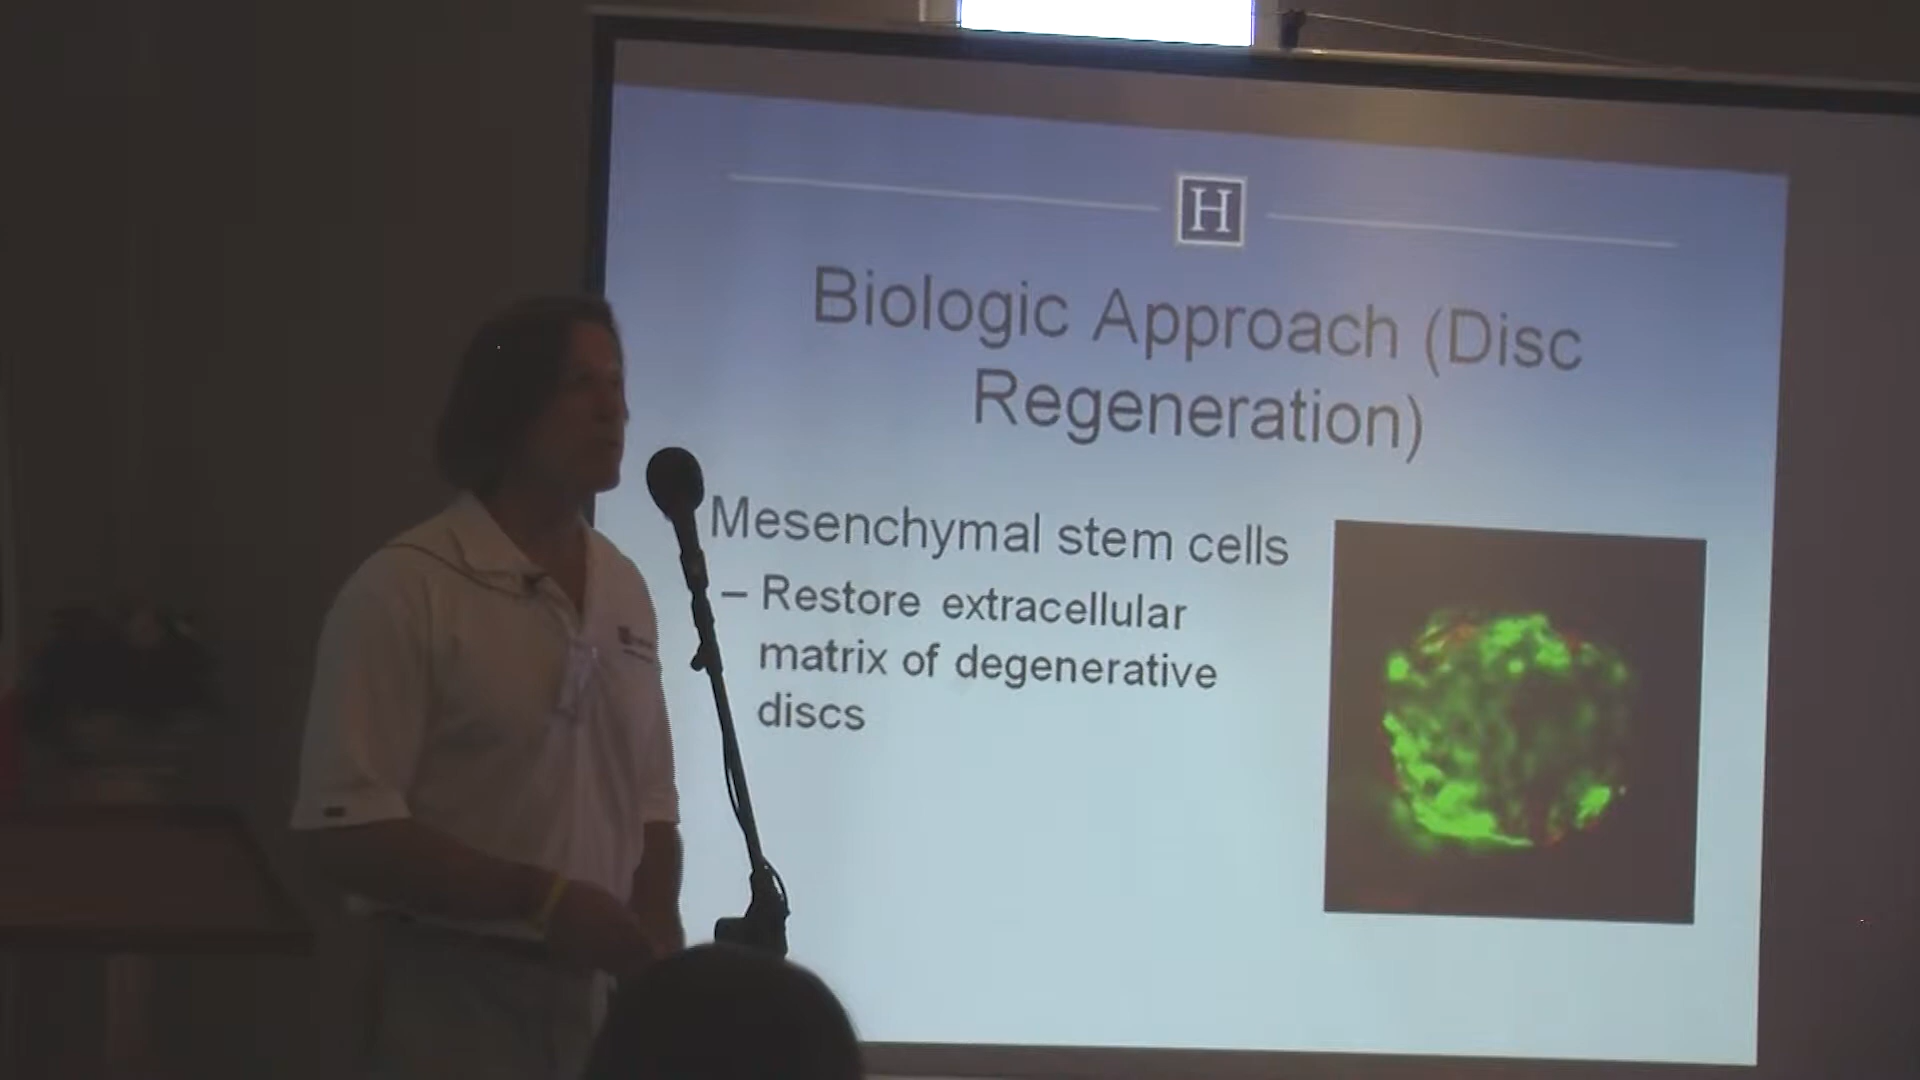 H
Biologic Approach (Disc
Regeneration)
Mesenchymal stem cells
– Restore extracellular
matrix of degenerative
discs